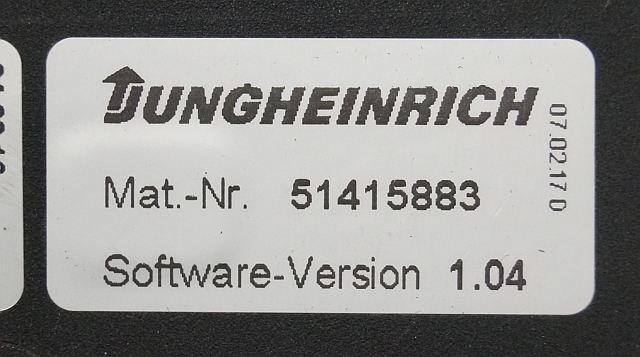 JUNGHEINRICH
Mat.-Nr. 51415883
Software-Version 1.04
07.02.17 0